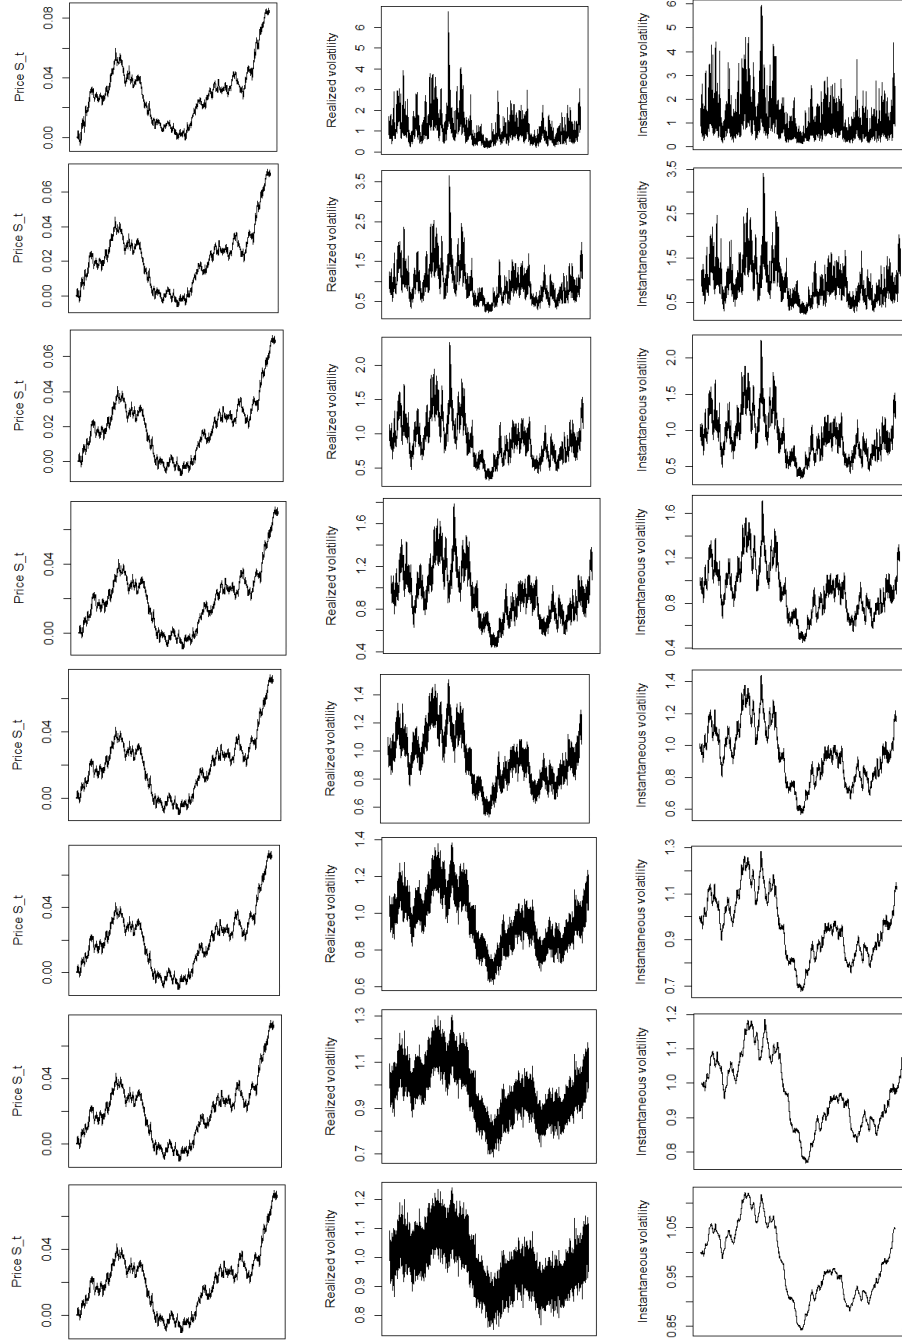 Price S_t
0.00 0.04 0.08
Realized volatility
0 1 2 3 4 5 6
Instantaneous volatility
0 1 2 3 4 5 6
Price S_t
0.00 0.02 0.04 0.06
Realized volatility
0.5 1.5 2.5 3.5
Instantaneous volatility
0.5 1.5 2.5 3.5
Price S_t
0.00 0.02 0.04 0.06
Realized volatility
0.5 1.0 1.5 2.0
Instantaneous volatility
0.5 1.0 1.5 2.0
Price S_t
0.00 0.04
Realized volatility
0.4 0.8 1.2 1.6
Instantaneous volatility
0.4 0.8 1.2 1.6
Price S_t
0.00 0.04
Realized volatility
0.6 0.8 1.0 1.2 1.4
Instantaneous volatility
0.6 0.8 1.0 1.2 1.4
Price S_t
0.00 0.04
Realized volatility
0.6 0.8 1.0 1.2 1.4
Instantaneous volatility
0.7 0.9 1.1 1.3
Price S_t
0.00 0.04
Realized volatility
0.7 0.9 1.1 1.3
Instantaneous volatility
0.8 0.9 1.0 1.1 1.2
Price S_t
0.00 0.04
Realized volatility
0.8 0.9 1.0 1.1 1.2
Instantaneous volatility
0.85 0.95 1.05